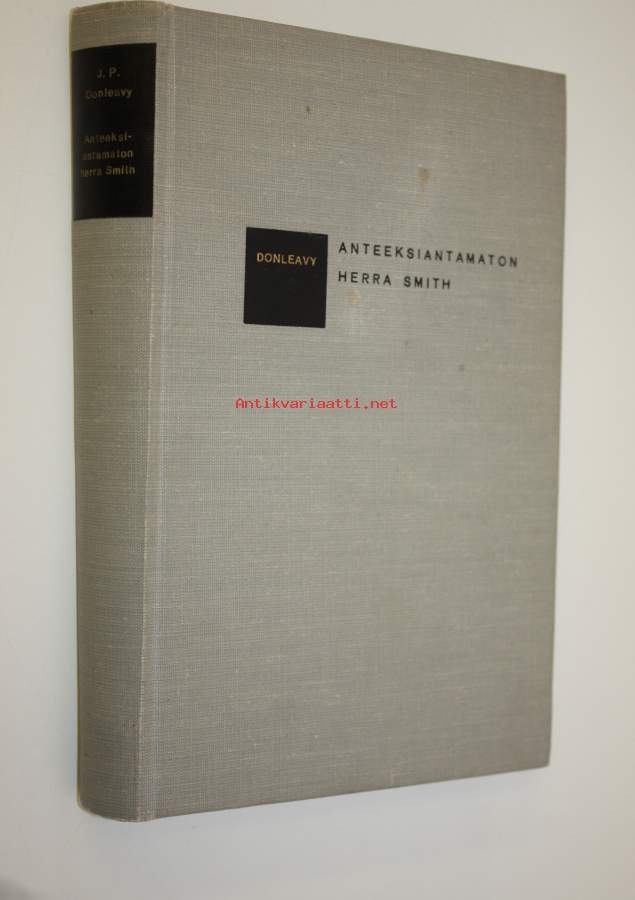 J. P.
Donleavy
Anteeksi-
antamaton
Herra Smith
DONLEAVY
ANTEEKSIANTAMATON
HERRA SMITH
Antikvariaatti.net